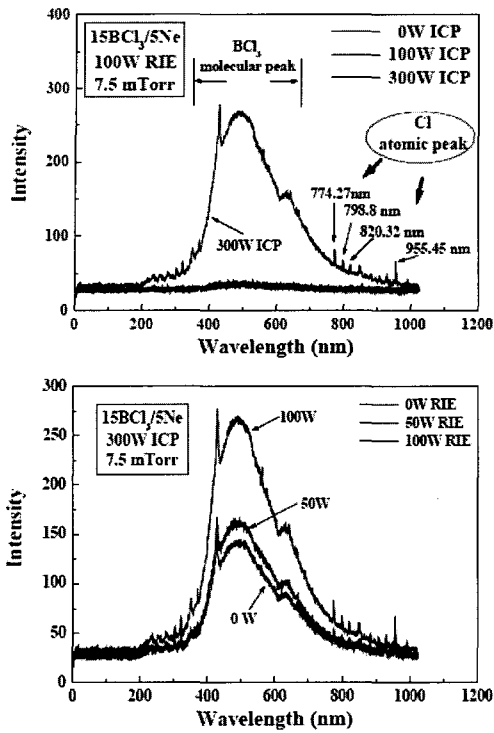 400
15BCl3/5Ne
100W RIE
7.5 mTorr
BCl3
molecular peak
0W ICP
100W ICP
300W ICP
Cl
atomic peak
774.27nm
798.8 nm
820.32 nm
955.45 nm
300W ICP
300
200
100
0
Intensity
0 200 400 600 800 1000 1200
Wavelength (nm)
300
15BCl3/5Ne
300W ICP
7.5 mTorr
0W RIE
50W RIE
100W RIE
100W
50W
0 W
250
200
150
100
50
0
Intensity
0 200 400 600 800 1000 1200
Wavelength (nm)